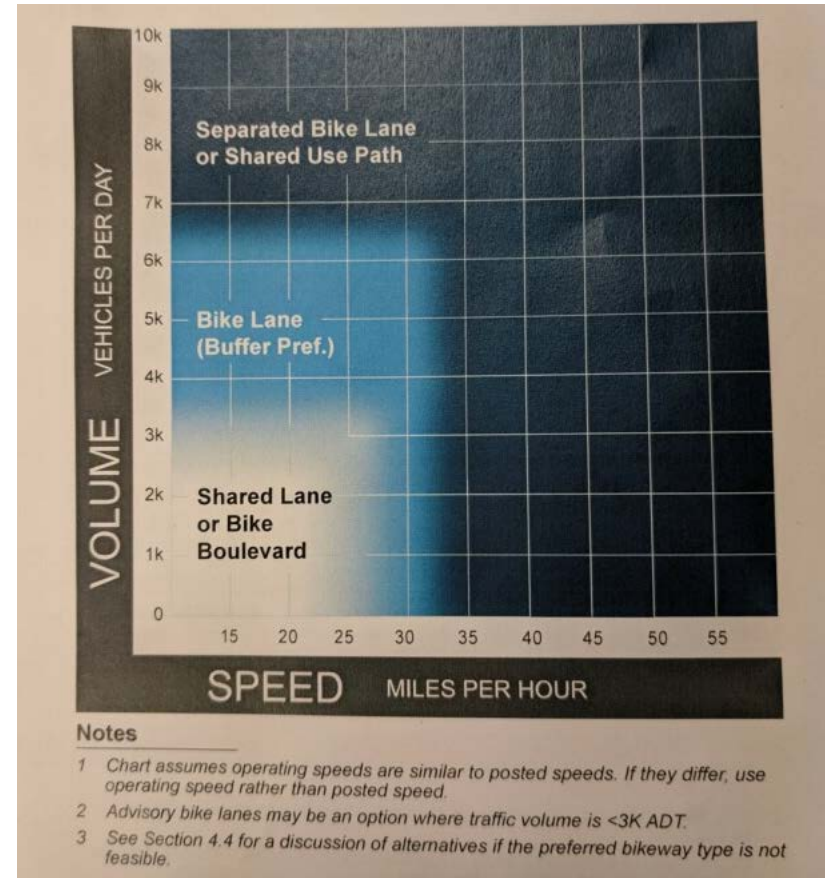 10k
9k
Separated Bike Lane
8k
or Shared Use Path
7k
6k
5k
Bike Lane
(Buffer Pref.)
4k
3k
2k
Shared Lane
or Bike
1k
Boulevard
0
VOLUME VEHICLES PER DAY
15 20 25 30 35 40 45 50 55
SPEED MILES PER HOUR
Notes
1 Chart assumes operating speeds are similar to posted speeds. If they differ, use
operating speed rather than posted speed.
2 Advisory bike lanes may be an option where traffic volume is <3K ADT.
3 See Section 4.4 for a discussion of alternatives if the preferred bikeway type is not
feasible.